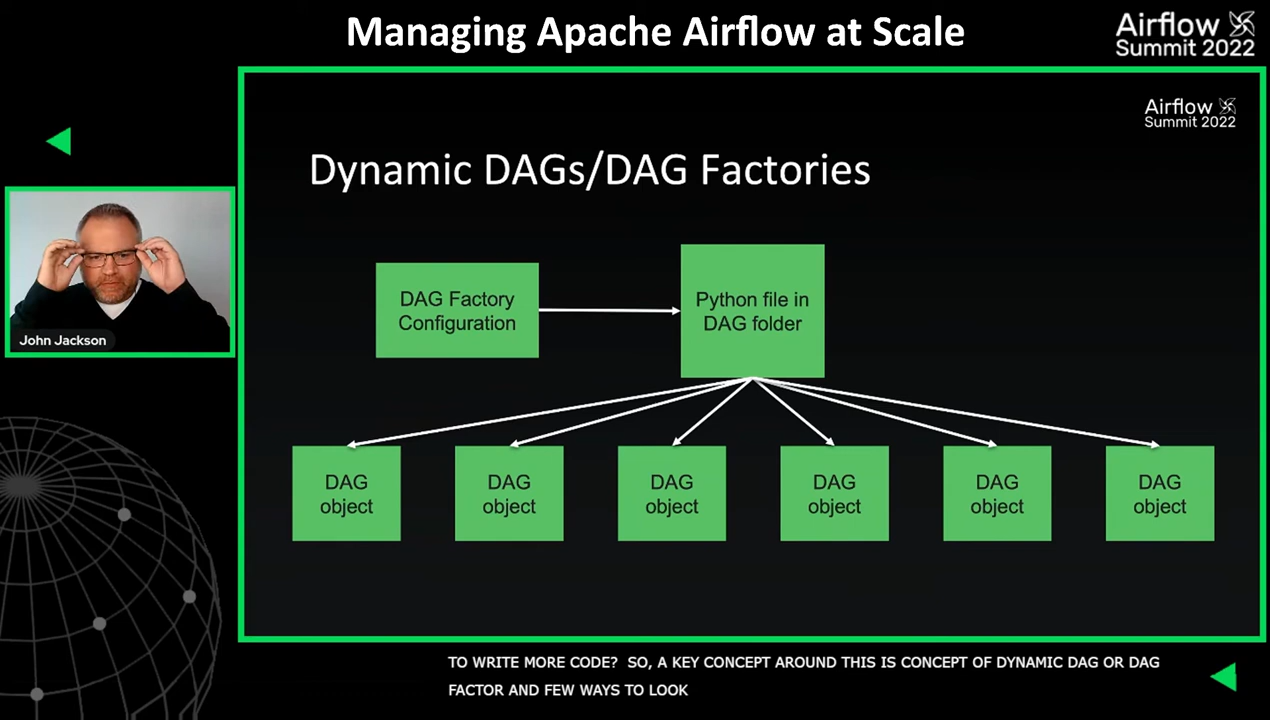 Managing Apache Airflow at Scale
Airflow
Summit 2022
Airflow
Summit 2022
Dynamic DAGs/DAG Factories
DAG Factory
Configuration
Python file in
DAG folder
John Jackson
DAG
object
DAG
object
DAG
object
DAG
object
DAG
object
DAG
object
TO WRITE MORE CODE?  SO, A KEY CONCEPT AROUND THIS IS CONCEPT OF DYNAMIC DAG OR DAG
FACTOR AND FEW WAYS TO LOOK